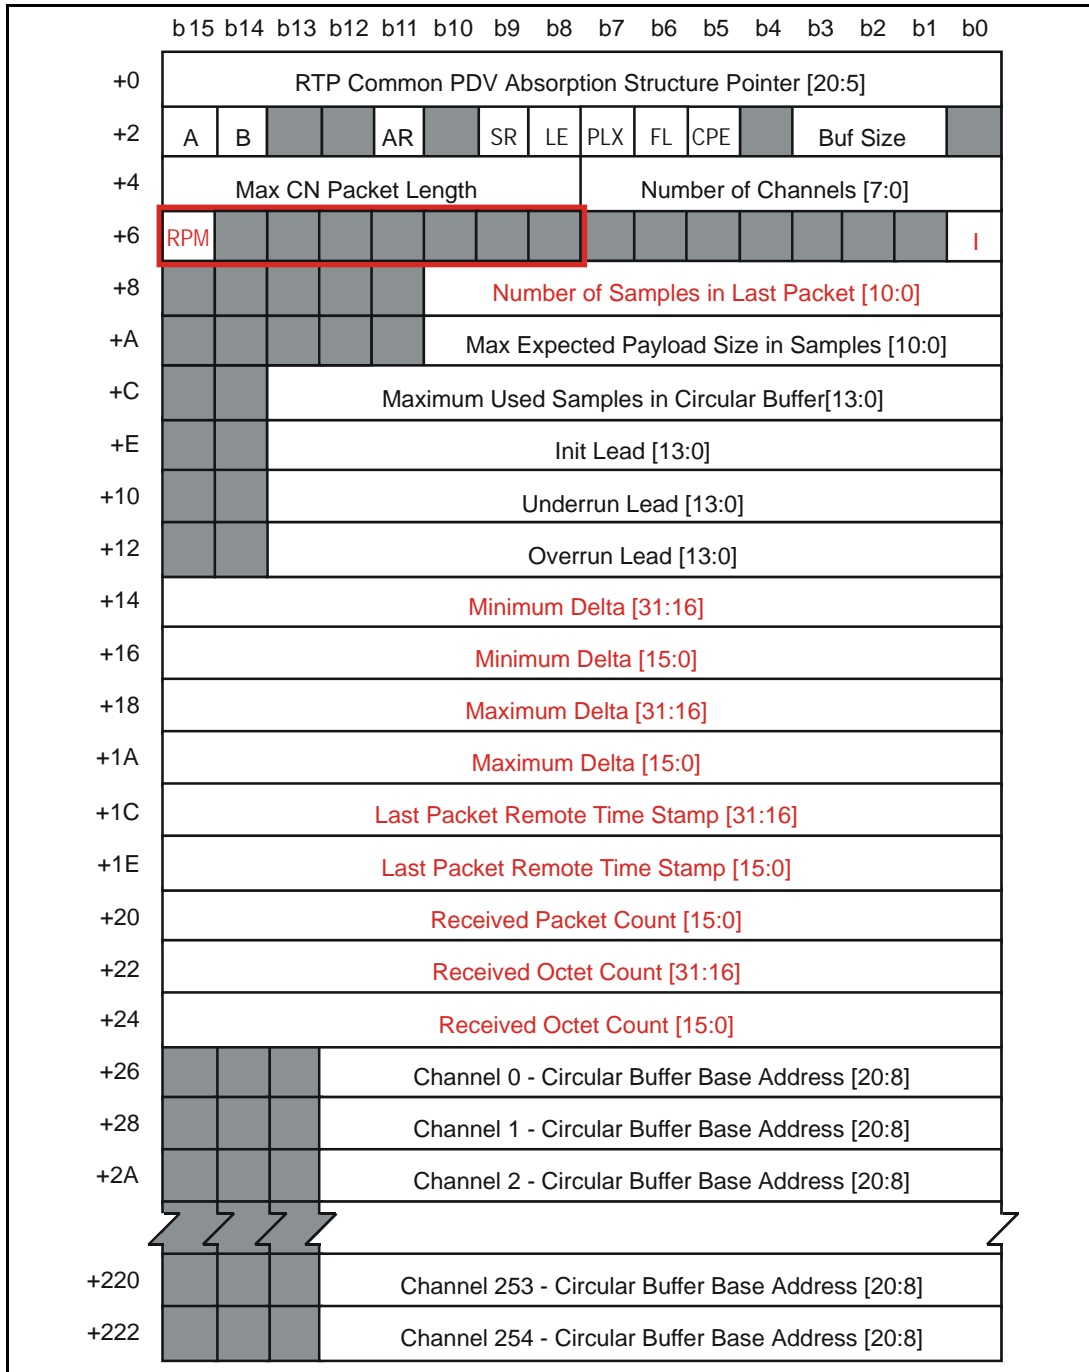 b15 b14 b13 b12 b11 b10 b9 b8 b7 b6 b5 b4 b3 b2 b1 b0
+0 RTP Common PDV Absorption Structure Pointer [20:5]
+2 A B AR SR LE PLX FL CPE Buf Size
+4 Max CN Packet Length Number of Channels [7:0]
+6 RPM I
+8 Number of Samples in Last Packet [10:0]
+A Max Expected Payload Size in Samples [10:0]
+C Maximum Used Samples in Circular Buffer[13:0]
+E Init Lead [13:0]
+10 Underrun Lead [13:0]
+12 Overrun Lead [13:0]
+14 Minimum Delta [31:16]
+16 Minimum Delta [15:0]
+18 Maximum Delta [31:16]
+1A Maximum Delta [15:0]
+1C Last Packet Remote Time Stamp [31:16]
+1E Last Packet Remote Time Stamp [15:0]
+20 Received Packet Count [15:0]
+22 Received Octet Count [31:16]
+24 Received Octet Count [15:0]
+26 Channel 0 - Circular Buffer Base Address [20:8]
+28 Channel 1 - Circular Buffer Base Address [20:8]
+2A Channel 2 - Circular Buffer Base Address [20:8]
+220 Channel 253 - Circular Buffer Base Address [20:8]
+222 Channel 254 - Circular Buffer Base Address [20:8]